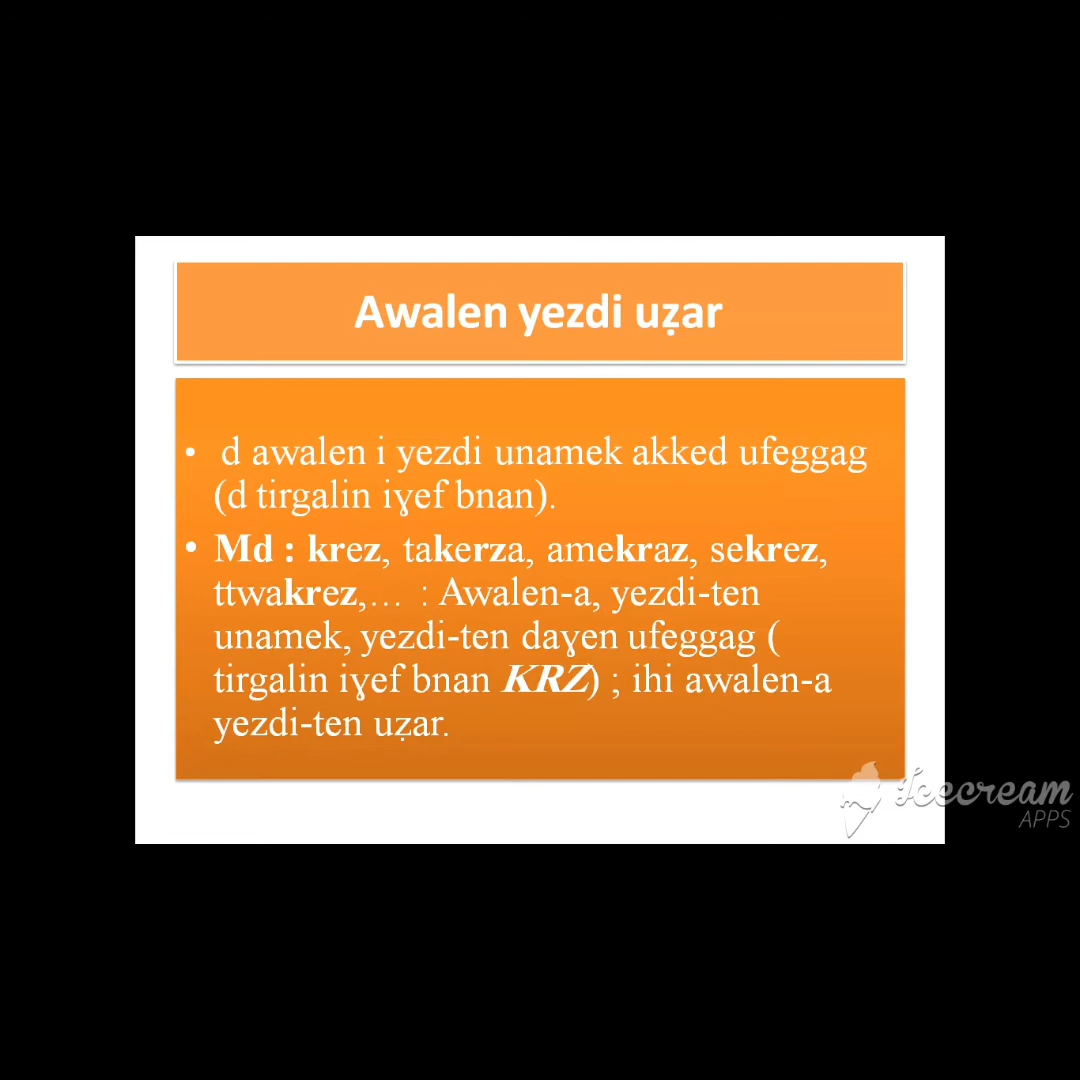 Awalen yezdi uẓar
• d awalen i yezdi unamek akked ufeggag
(d tirgalin iɣef bnan).
• Md : krez, takerza, amekraz, sekrez,
ttwakrez,… : Awalen-a, yezdi-ten
unamek, yezdi-ten daɣen ufeggag (
tirgalin iɣef bnan KRZ) ; ihi awalen-a
yezdi-ten uẓar.
Icecream
APPS